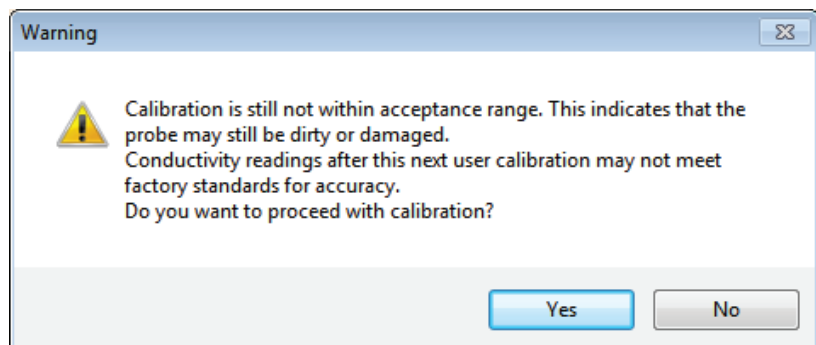 Warning
Calibration is still not within acceptance range. This indicates that the
probe may still be dirty or damaged.
Conductivity readings after this next user calibration may not meet
factory standards for accuracy.
Do you want to proceed with calibration?
Yes No